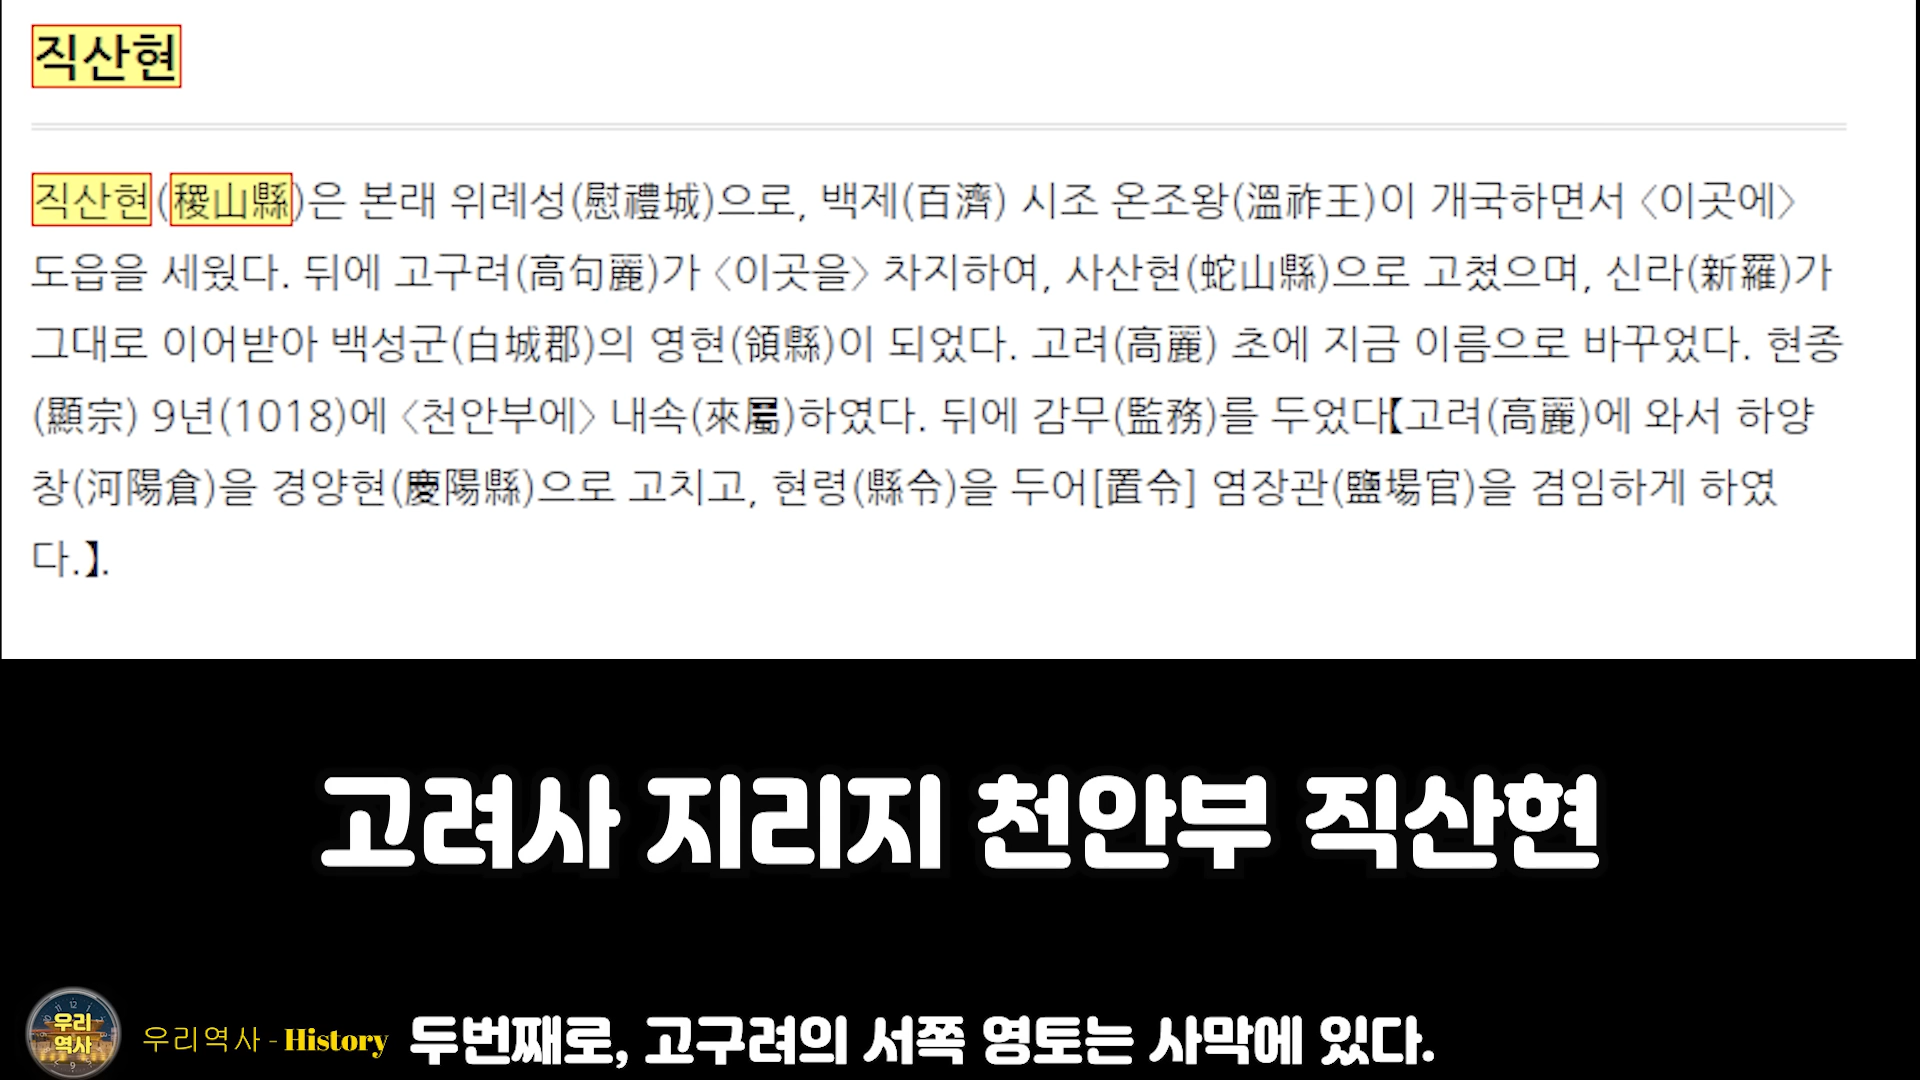 직산현
직산현(稷山縣)은 본래 위례성(慰禮城)으로, 백제(百濟) 시조 온조왕(溫祚王)이 개국하면서 〈이곳에〉
도읍을 세웠다. 뒤에 고구려(高句麗)가 〈이곳을〉 차지하여, 사산현(蛇山縣)으로 고쳤으며, 신라(新羅)가
그대로 이어받아 백성군(白城郡)의 영현(領縣)이 되었다. 고려(高麗) 초에 지금 이름으로 바꾸었다. 현종
(顯宗) 9년(1018)에 〈천안부에〉 내속(來屬)하였다. 뒤에 감무(監務)를 두었다【고려(高麗)에 와서 하양
창(河陽倉)을 경양현(慶陽縣)으로 고치고, 현령(縣令)을 두어[置令] 염장관(鹽場官)을 겸임하게 하였
다.】.
고려사 지리지 천안부 직산현
우리
역사
우리역사 - History
두번째로, 고구려의 서쪽 영토는 사막에 있다.